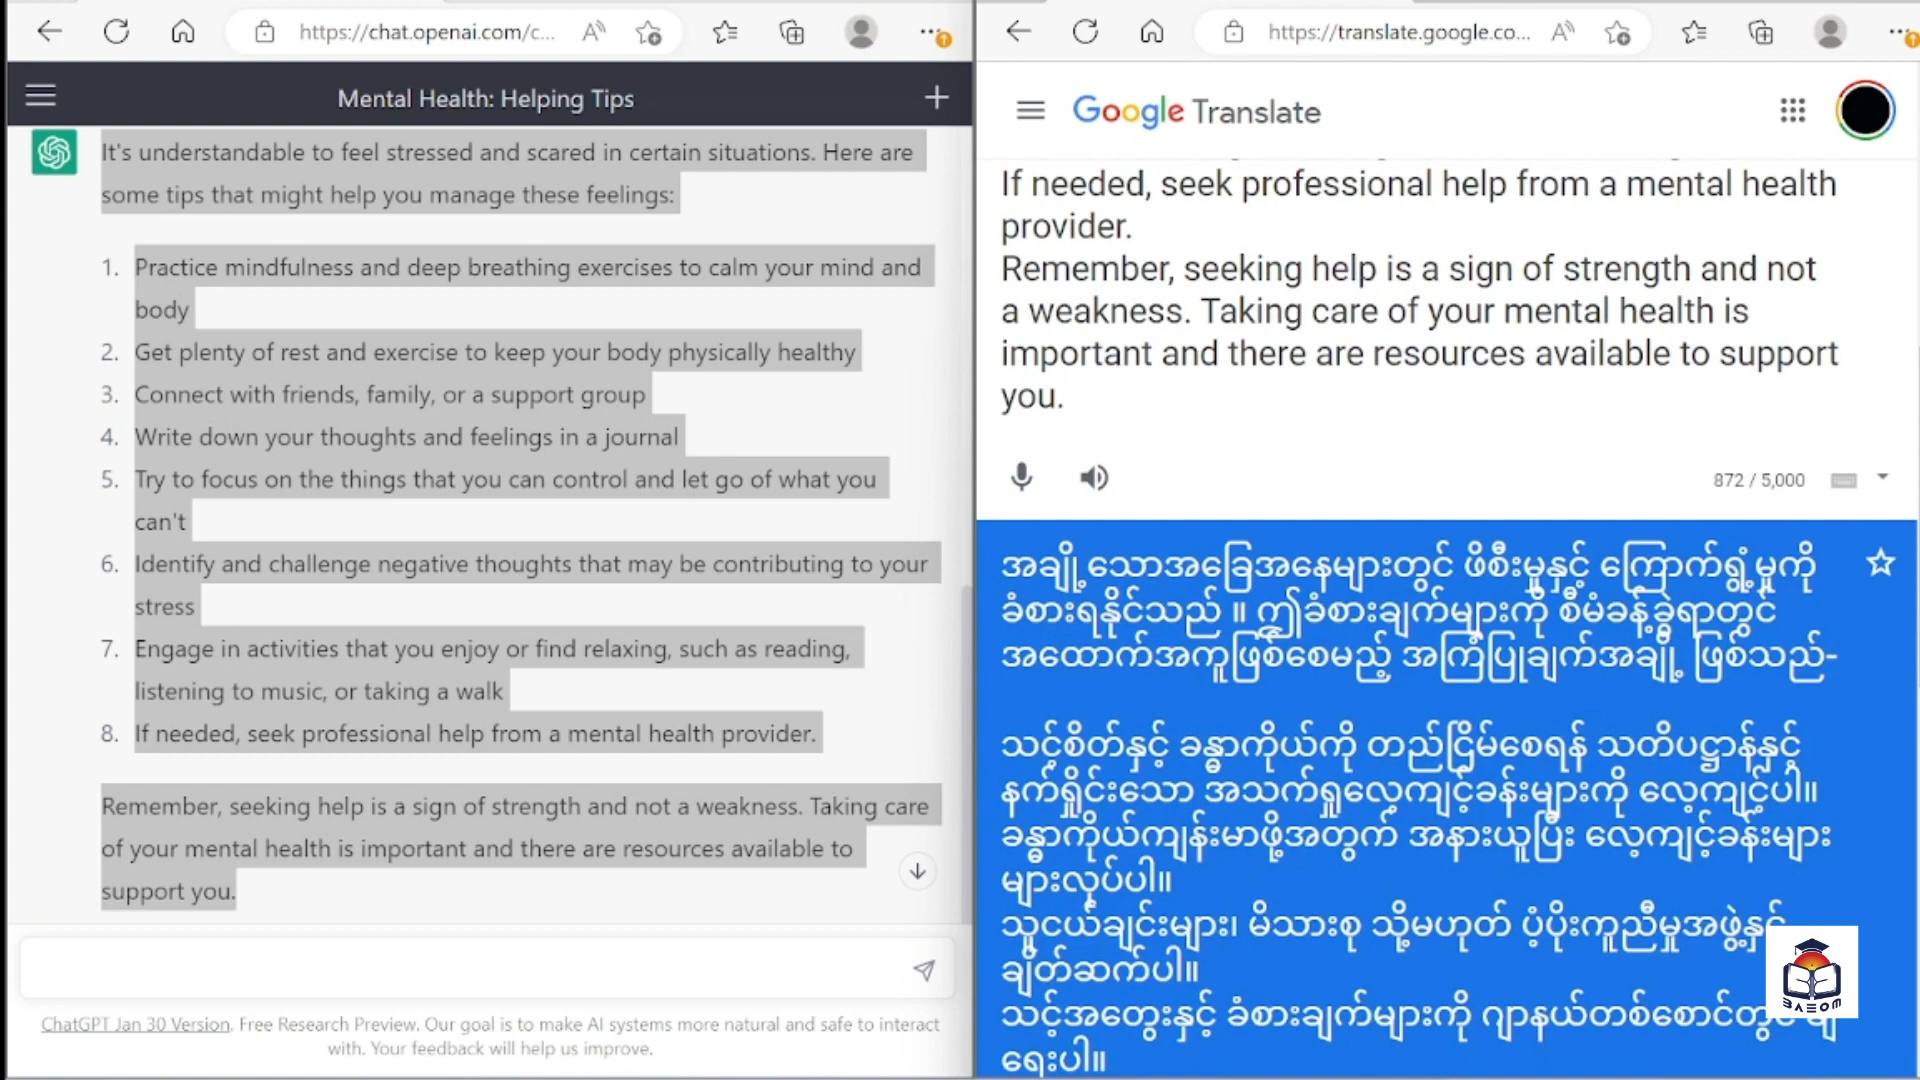 https://chat.openai.com/c...
Mental Health: Helping Tips
It's understandable to feel stressed and scared in certain situations. Here are
some tips that might help you manage these feelings:
1. Practice mindfulness and deep breathing exercises to calm your mind and
body
2. Get plenty of rest and exercise to keep your body physically healthy
3. Connect with friends, family, or a support group
4. Write down your thoughts and feelings in a journal
5. Try to focus on the things that you can control and let go of what you
can't
6. Identify and challenge negative thoughts that may be contributing to your
stress
7. Engage in activities that you enjoy or find relaxing, such as reading,
listening to music, or taking a walk
8. If needed, seek professional help from a mental health provider.
Remember, seeking help is a sign of strength and not a weakness. Taking care
of your mental health is important and there are resources available to
support you.
ChatGPT Jan 30 Version. Free Research Preview. Our goal is to make AI systems more natural and safe to interact
with. Your feedback will help us improve.
https://translate.google.co...
Google Translate
If needed, seek professional help from a mental health
provider.
Remember, seeking help is a sign of strength and not
a weakness. Taking care of your mental health is
important and there are resources available to support
you.
872 / 5,000
အချို့သောအခြေအနေများတွင် ဖိစီးမှုနှင့် ကြောက်ရွံ့မှုကို
ခံစားရနိုင်သည် ။ ဤခံစားချက်များကို စီမံခန့်ခွဲရာတွင်
အထောက်အကူဖြစ်စေမည့် အကြံပြုချက်အချို့ ဖြစ်သည်-
သင့်စိတ်နှင့် ခန္ဓာကိုယ်ကို တည်ငြိမ်စေရန် သတိပဋ္ဌာန်နှင့်
နက်ရှိုင်းသော အသက်ရှုလေ့ကျင့်ခန်းများကို လေ့ကျင့်ပါ။
ခန္ဓာကိုယ်ကျန်းမာဖို့အတွက် အနားယူပြီး လေ့ကျင့်ခန်းများ
များလုပ်ပါ။
သူငယ်ချင်းများ၊ မိသားစု သို့မဟုတ် ပံ့ပိုးကူညီမှုအဖွဲ့နှင့်
ချိတ်ဆက်ပါ။
သင့်အတွေးနှင့် ခံစားချက်များကို ဂျာနယ်တစ်စောင်တွင် ချ
ရေးပါ။